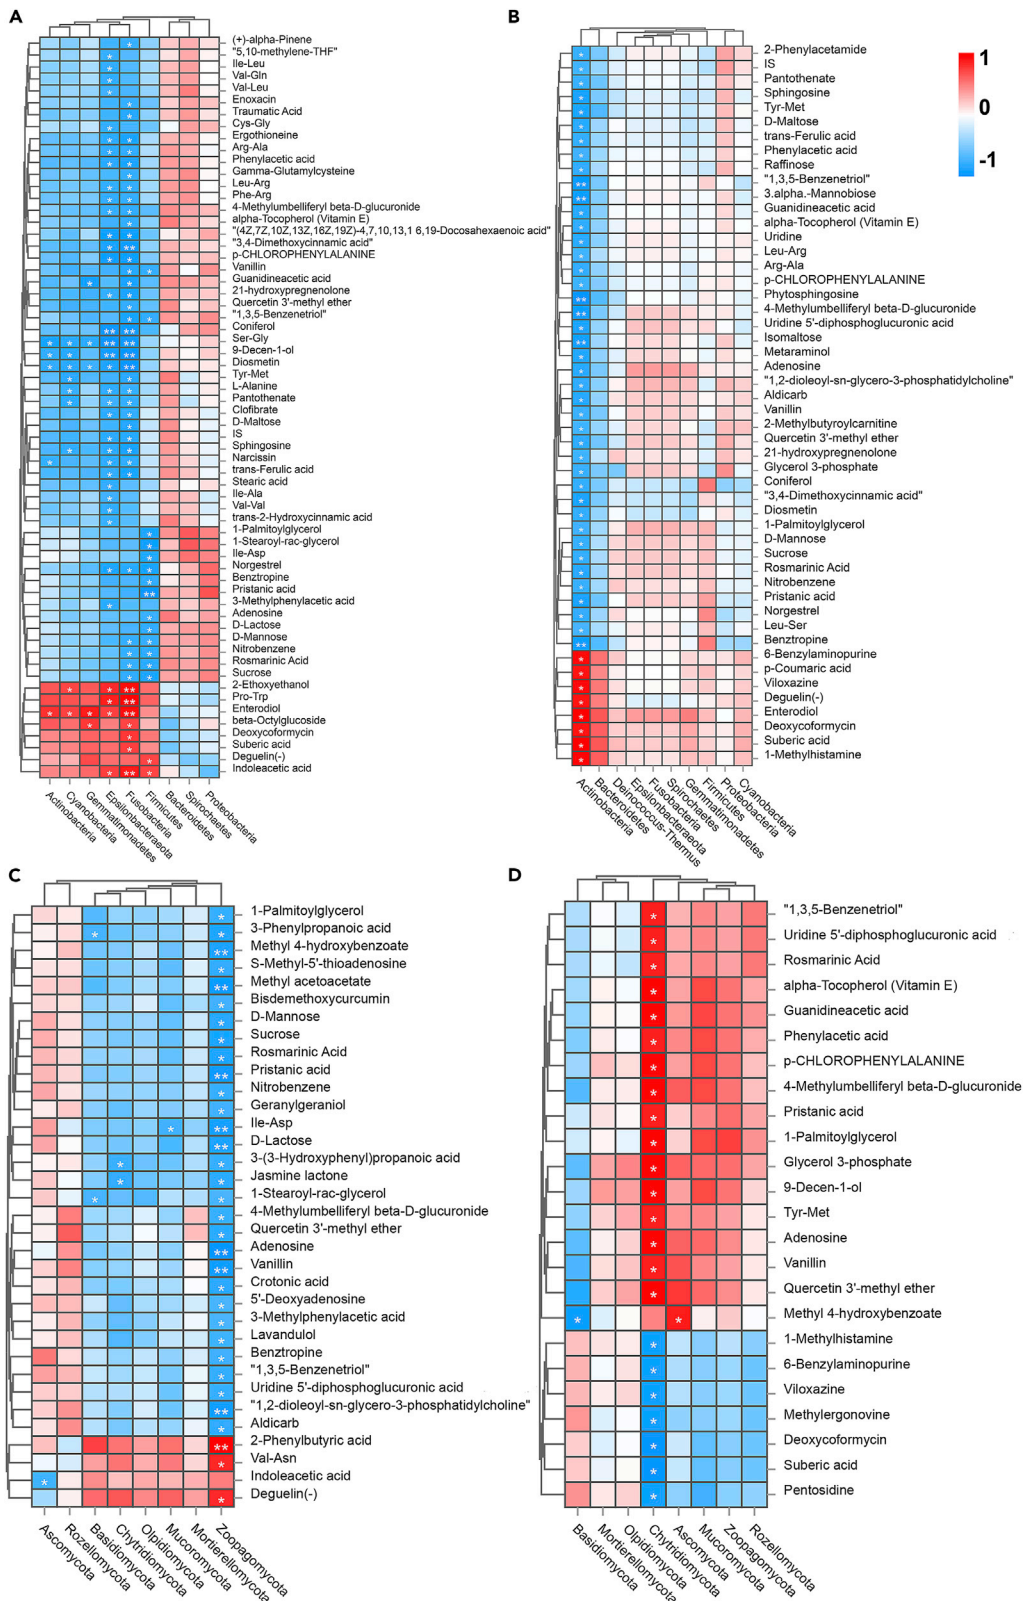 A
(+)-alpha-Pinene
"5,10-methylene-THF"
Ile-Leu
Val-Gln
Val-Leu
Enoxacin
Traumatic Acid
Cys-Gly
Ergothioneine
Arg-Ala
Phenylacetic acid
Gamma-Glutamylcysteine
Leu-Arg
Phe-Arg
4-Methylumbelliferyl beta-D-glucuronide
alpha-Tocopherol (Vitamin E)
"(4Z,7Z,10Z,13Z,16Z,19Z)-4,7,10,13,1 6,19-Docosahexaenoic acid"
"3,4-Dimethoxycinnamic acid"
p-CHLOROPHENYLALANINE
Vanillin
Guanidineacetic acid
21-hydroxypregnenolone
Quercetin 3'-methyl ether
"1,3,5-Benzenetriol"
Coniferol
Ser-Gly
9-Decen-1-ol
Diosmetin
Tyr-Met
L-Alanine
Pantothenate
Clofibrate
D-Maltose
IS
Sphingosine
Narcissin
trans-Ferulic acid
Stearic acid
Ile-Ala
Val-Val
trans-2-Hydroxycinnamic acid
1-Palmitoylglycerol
1-Stearoyl-rac-glycerol
Ile-Asp
Norgestrel
Benztropine
Pristanic acid
3-Methylphenylacetic acid
Adenosine
D-Lactose
D-Mannose
Nitrobenzene
Rosmarinic Acid
Sucrose
2-Ethoxyethanol
Pro-Trp
Enterodiol
beta-Octylglucoside
Deoxycoformycin
Suberic acid
Deguelin(-)
Indoleacetic acid
Actinobacteria
Cyanobacteria
Gemmatimonadetes
Epsilonbacteraeota
Fusobacteria
Firmicutes
Bacteroidetes
Spirochaetes
Proteobacteria
B
2-Phenylacetamide
IS
Pantothenate
Sphingosine
Tyr-Met
D-Maltose
trans-Ferulic acid
Phenylacetic acid
Raffinose
"1,3,5-Benzenetriol"
3.alpha.-Mannobiose
Guanidineacetic acid
alpha-Tocopherol (Vitamin E)
Uridine
Leu-Arg
Arg-Ala
p-CHLOROPHENYLALANINE
Phytosphingosine
4-Methylumbelliferyl beta-D-glucuronide
Uridine 5'-diphosphoglucuronic acid
Isomaltose
Metaraminol
Adenosine
"1,2-dioleoyl-sn-glycero-3-phosphatidylcholine"
Aldicarb
Vanillin
2-Methylbutyroylcarnitine
Quercetin 3'-methyl ether
21-hydroxypregnenolone
Glycerol 3-phosphate
Coniferol
"3,4-Dimethoxycinnamic acid"
Diosmetin
1-Palmitoylglycerol
D-Mannose
Sucrose
Rosmarinic Acid
Nitrobenzene
Pristanic acid
Norgestrel
Leu-Ser
Benztropine
6-Benzylaminopurine
p-Coumaric acid
Viloxazine
Deguelin(-)
Enterodiol
Deoxycoformycin
Suberic acid
1-Methylhistamine
Actinobacteria
Bacteroidetes
Deinococcus-Thermus
Epsilonbacteraeota
Fusobacteria
Spirochaetes
Gemmatimonadetes
Firmicutes
Proteobacteria
Cyanobacteria
1
0
-1
C
1-Palmitoylglycerol
3-Phenylpropanoic acid
Methyl 4-hydroxybenzoate
S-Methyl-5'-thioadenosine
Methyl acetoacetate
Bisdemethoxycurcumin
D-Mannose
Sucrose
Rosmarinic Acid
Pristanic acid
Nitrobenzene
Geranylgeraniol
Ile-Asp
D-Lactose
3-(3-Hydroxyphenyl)propanoic acid
Jasmine lactone
1-Stearoyl-rac-glycerol
4-Methylumbelliferyl beta-D-glucuronide
Quercetin 3'-methyl ether
Adenosine
Vanillin
Crotonic acid
5'-Deoxyadenosine
3-Methylphenylacetic acid
Lavandulol
Benztropine
"1,3,5-Benzenetriol"
Uridine 5'-diphosphoglucuronic acid
"1,2-dioleoyl-sn-glycero-3-phosphatidylcholine"
Aldicarb
2-Phenylbutyric acid
Val-Asn
Indoleacetic acid
Deguelin(-)
Ascomycota
Rozellomycota
Basidiomycota
Chytridiomycota
Olpidiomycota
Mucoromycota
Mortierellomycota
Zoopagomycota
D
"1,3,5-Benzenetriol"
Uridine 5'-diphosphoglucuronic acid
Rosmarinic Acid
alpha-Tocopherol (Vitamin E)
Guanidineacetic acid
Phenylacetic acid
p-CHLOROPHENYLALANINE
4-Methylumbelliferyl beta-D-glucuronide
Pristanic acid
1-Palmitoylglycerol
Glycerol 3-phosphate
9-Decen-1-ol
Tyr-Met
Adenosine
Vanillin
Quercetin 3'-methyl ether
Methyl 4-hydroxybenzoate
1-Methylhistamine
6-Benzylaminopurine
Viloxazine
Methylergonovine
Deoxycoformycin
Suberic acid
Pentosidine
Basidiomycota
Mortierellomycota
Olpidiomycota
Chytridiomycota
Ascomycota
Mucoromycota
Zoopagomycota
Rozellomycota